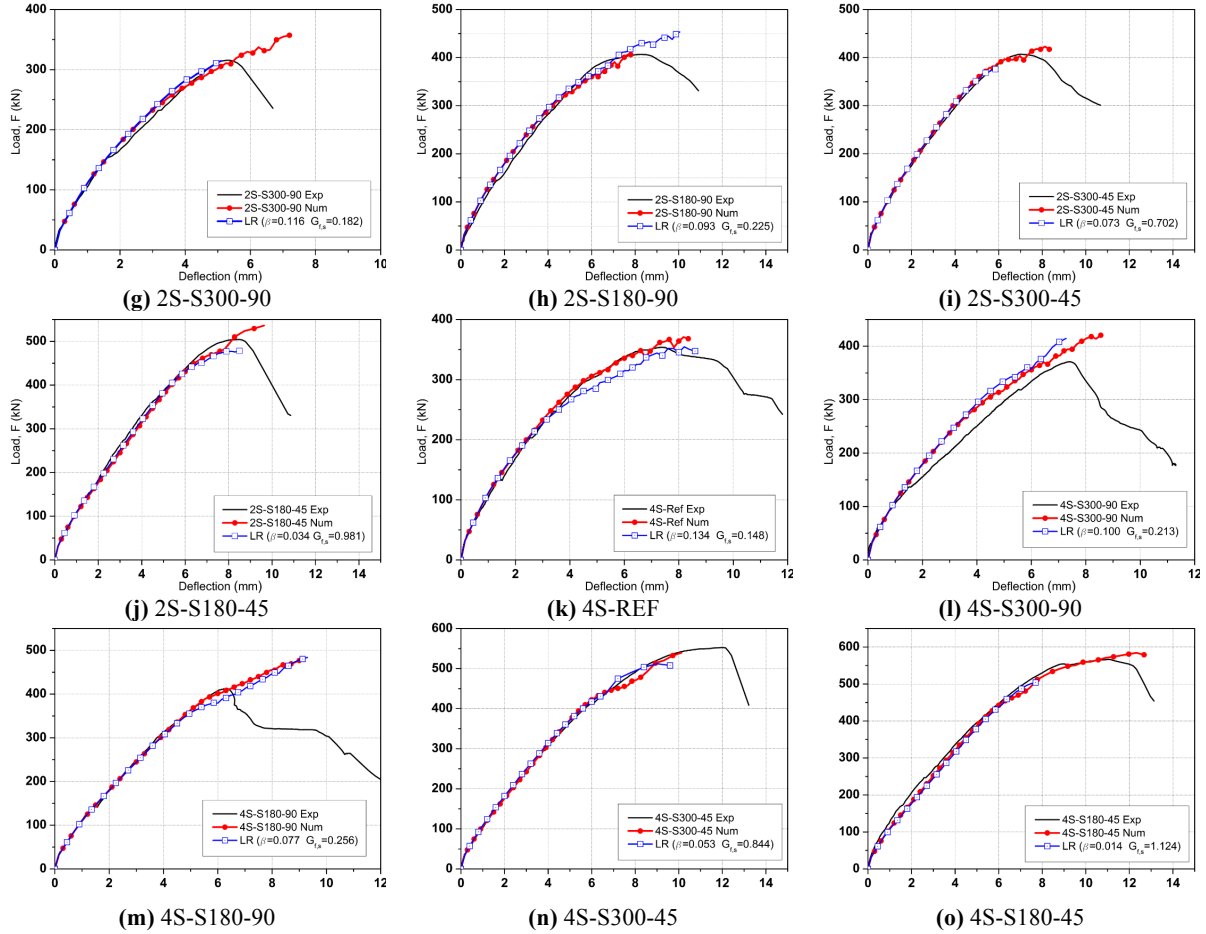 400
300
200
100
0
Load, F (kN)
2S-S300-90 Exp
2S-S300-90 Num
LR (β=0.116 G_f,s=0.182)
0 2 4 6 8 10
Deflection (mm)
(g) 2S-S300-90
500
400
300
200
100
0
Load, F (kN)
2S-S180-90 Exp
2S-S180-90 Num
LR (β=0.093 G_f,s=0.225)
0 2 4 6 8 10 12 14
Deflection (mm)
(h) 2S-S180-90
500
400
300
200
100
0
Load, F (kN)
2S-S300-45 Exp
2S-S300-45 Num
LR (β=0.073 G_f,s=0.702)
0 2 4 6 8 10 12 14
Deflection (mm)
(i) 2S-S300-45
500
400
300
200
100
0
Load, F (kN)
2S-S180-45 Exp
2S-S180-45 Num
LR (β=0.034 G_f,s=0.981)
0 2 4 6 8 10 12 14
Deflection (mm)
(j) 2S-S180-45
400
300
200
100
0
Load, F (kN)
4S-Ref Exp
4S-Ref Num
LR (β=0.134 G_f,s=0.148)
0 2 4 6 8 10 12
Deflection (mm)
(k) 4S-REF
500
400
300
200
100
0
Load, F (kN)
4S-S300-90 Exp
4S-S300-90 Num
LR (β=0.100 G_f,s=0.213)
0 2 4 6 8 10 12
Deflection (mm)
(l) 4S-S300-90
500
400
300
200
100
0
Load, F (kN)
4S-S180-90 Exp
4S-S180-90 Num
LR (β=0.077 G_f,s=0.256)
0 2 4 6 8 10 12
Deflection (mm)
(m) 4S-S180-90
600
500
400
300
200
100
0
Load, F (kN)
4S-S300-45 Exp
4S-S300-45 Num
LR (β=0.053 G_f,s=0.844)
0 2 4 6 8 10 12 14
Deflection (mm)
(n) 4S-S300-45
600
500
400
300
200
100
0
Load, F (kN)
4S-S180-45 Exp
4S-S180-45 Num
LR (β=0.014 G_f,s=1.124)
0 2 4 6 8 10 12 14
Deflection (mm)
(o) 4S-S180-45